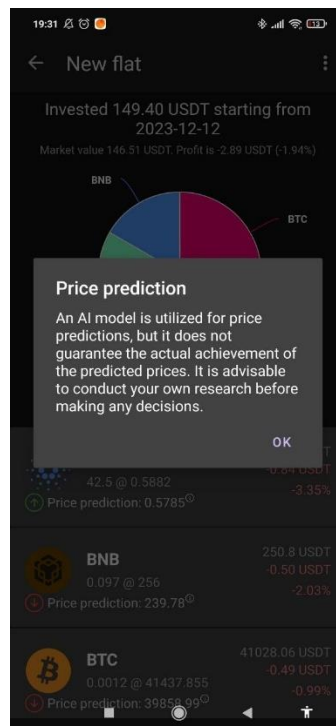 19:31
13
New flat
Invested 149.40 USDT starting from
2023-12-12
Market value 146.51 USDT. Profit is -2.89 USDT (-1.94%)
BNB
BTC
Price prediction
An AI model is utilized for price
predictions, but it does not
guarantee the actual achievement of
the predicted prices. It is advisable
to conduct your own research before
making any decisions.
OK
42.5 @ 0.5882
-0.84 USDT
-3.35%
Price prediction: 0.5785
BNB
250.8 USDT
0.097 @ 256
-0.50 USDT
-2.03%
Price prediction: 239.78
BTC
41028.06 USDT
0.0012 @ 41437.855
-0.49 USDT
-0.99%
Price prediction: 39858.99